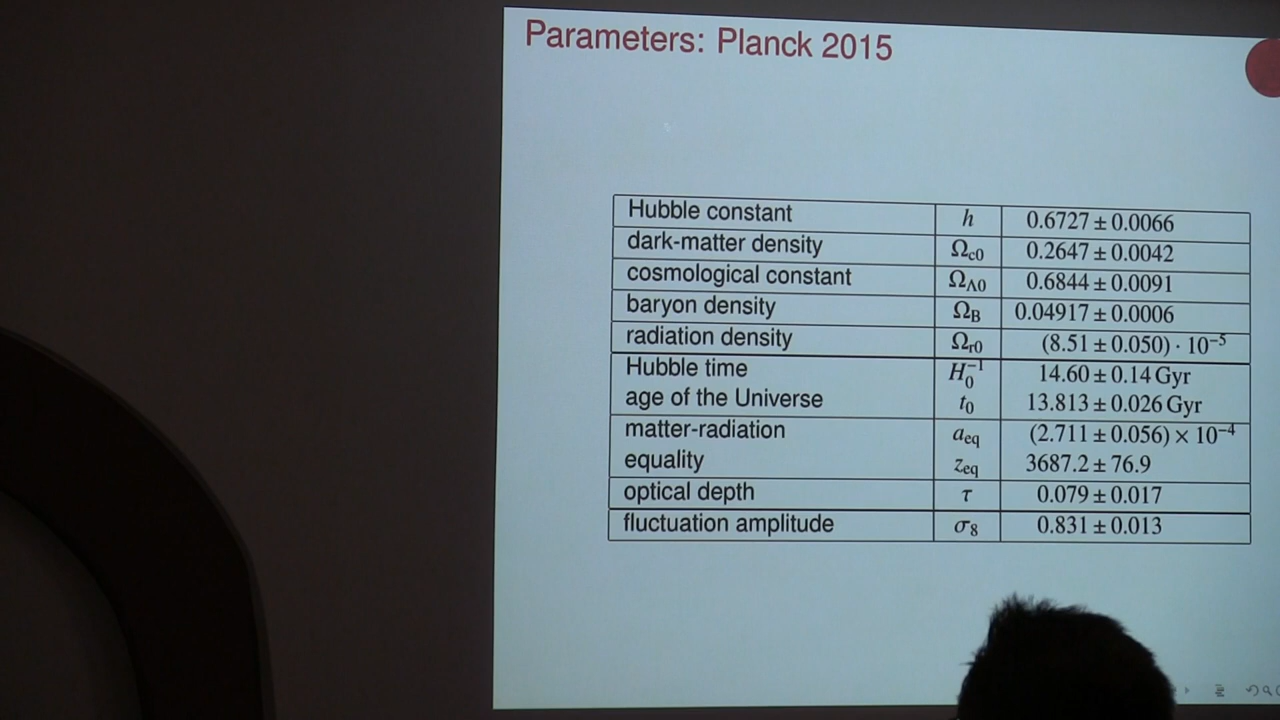 Parameters: Planck 2015
Hubble constant h 0.6727 ± 0.0066
dark-matter density Ωc0 0.2647 ± 0.0042
cosmological constant ΩΛ0 0.6844 ± 0.0091
baryon density ΩB 0.04917 ± 0.0006
radiation density Ωr0 (8.51 ± 0.050) · 10⁻⁵
Hubble time H₀⁻¹ 14.60 ± 0.14 Gyr
age of the Universe t₀ 13.813 ± 0.026 Gyr
matter-radiation aeq (2.711 ± 0.056) × 10⁻⁴
equality zeq 3687.2 ± 76.9
optical depth τ 0.079 ± 0.017
fluctuation amplitude σ₈ 0.831 ± 0.013